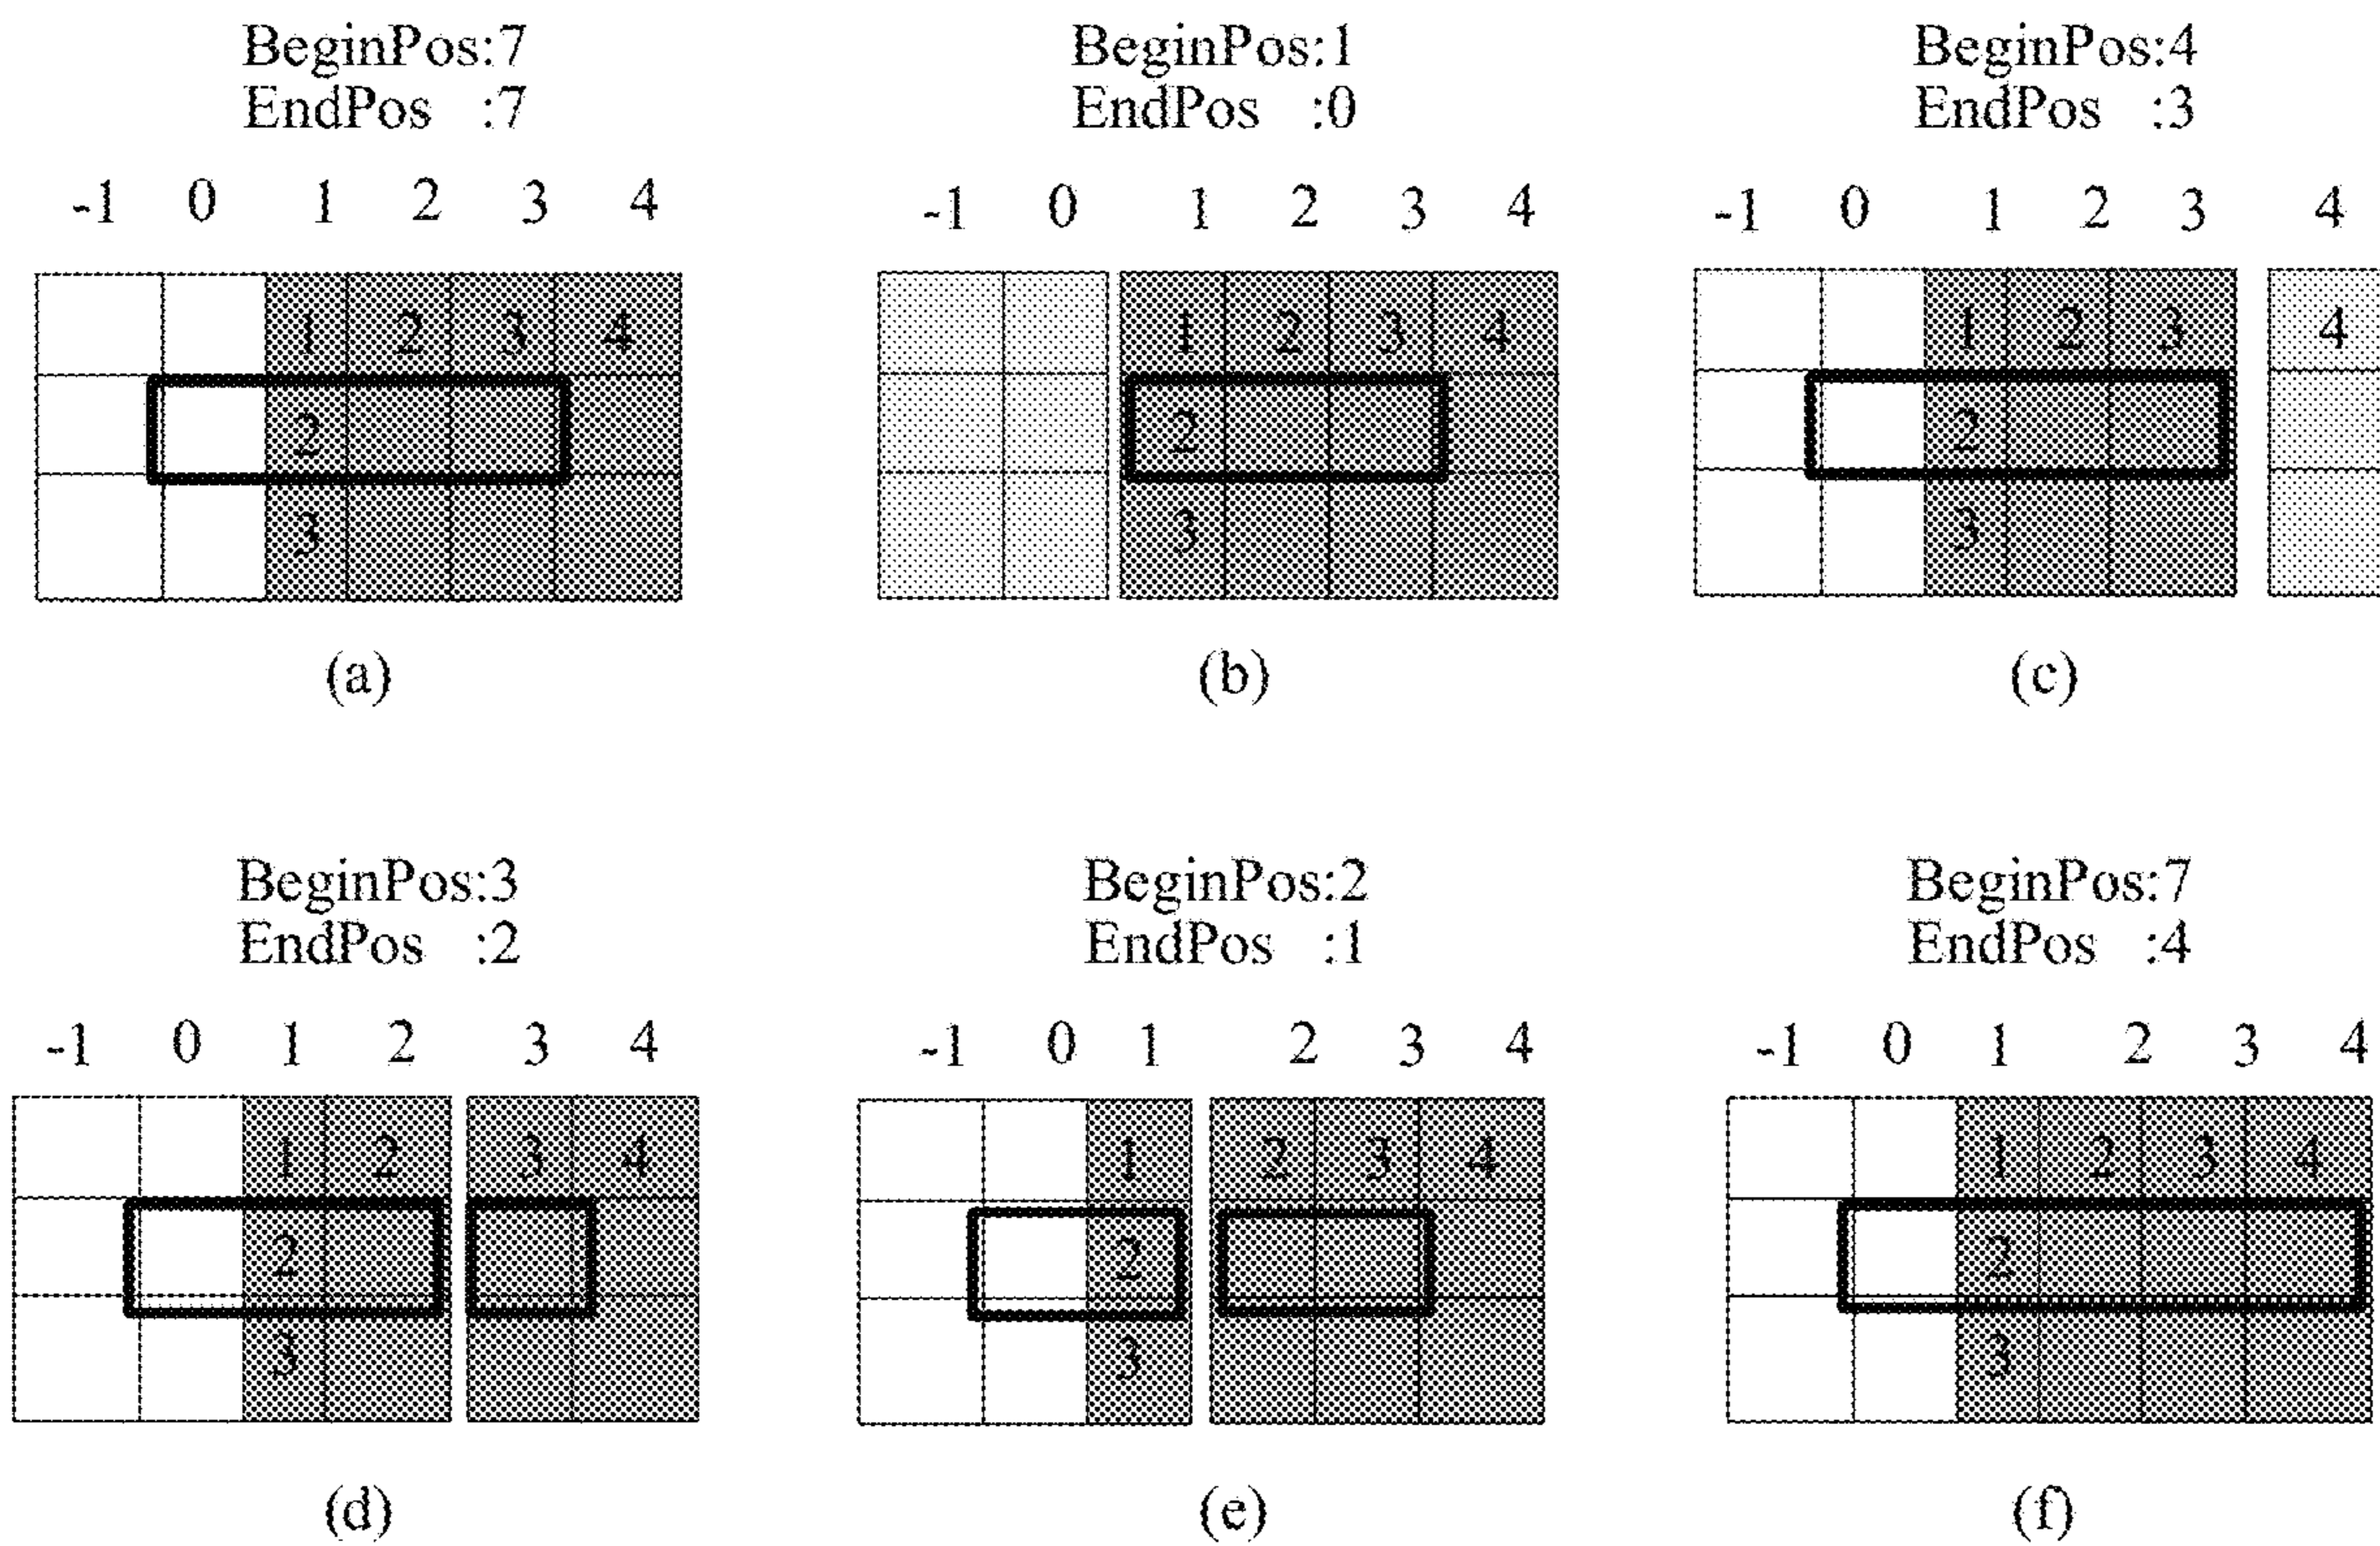 BeginPos:7
EndPos :7
-1 0 1 2 3 4
1 2 3 4
2
3
(a)
BeginPos:1
EndPos :0
-1 0 1 2 3 4
1 2 3 4
2
3
(b)
BeginPos:4
EndPos :3
-1 0 1 2 3 4
1 2 3 4
2
3
(c)
BeginPos:3
EndPos :2
-1 0 1 2 3 4
1 2 3 4
2
3
(d)
BeginPos:2
EndPos :1
-1 0 1 2 3 4
1 2 3 4
2
3
(e)
BeginPos:7
EndPos :4
-1 0 1 2 3 4
1 2 3 4
2
3
(f)